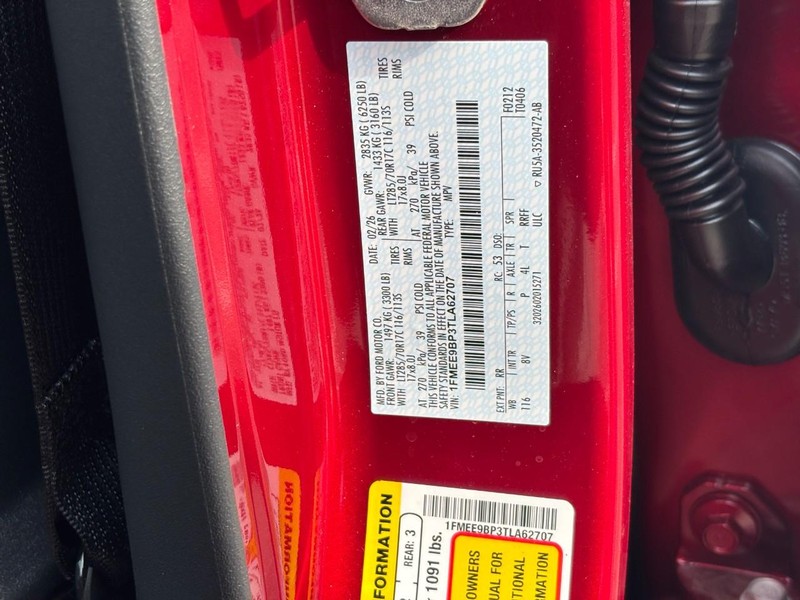 MFD. BY FORD MOTOR CO.
DATE: 02/26
GVWR: 2835 KG ( 6250 LB)
FRONT GAWR: 1497 KG ( 3300 LB)
REAR GAWR: 1433 KG ( 3160 LB)
WITH LT285/70R17C 116/113S TIRES
WITH LT285/70R17C 116/113S TIRES
17x8.0J RIMS
17x8.0J RIMS
AT 270 kPa/ 39 PSI COLD
AT 270 kPa/ 39 PSI COLD
THIS VEHICLE CONFORMS TO ALL APPLICABLE FEDERAL MOTOR VEHICLE
SAFETY STANDARDS IN EFFECT ON THE DATE OF MANUFACTURE SHOWN ABOVE.
VIN: 1FMEE9BP3TLA62707
TYPE: MPV
EXT PNT: RR RC: 53 DSO: F0212
WB INT TR TP/PS R AXLE TR SPR T0406
116 8V P 4L T RRFF
ULC
3202602015271 ▽ RU5A-3520472-AB
FORMATION
REAR: 3
1091 lbs.
1FMEE9BP3TLA62707
OWNERS
UAL FOR
TIONAL
RMATION